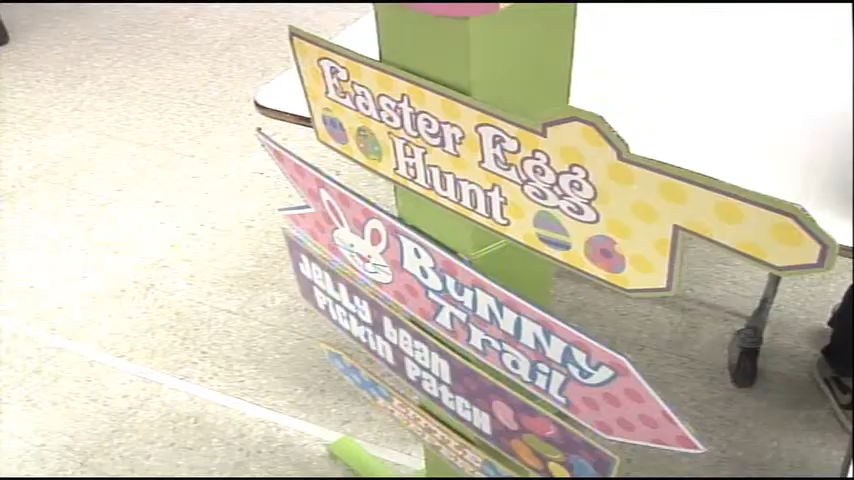 Easter Egg
Hunt
BUNNY
Trail
JELLY bean
PICKIN Patch